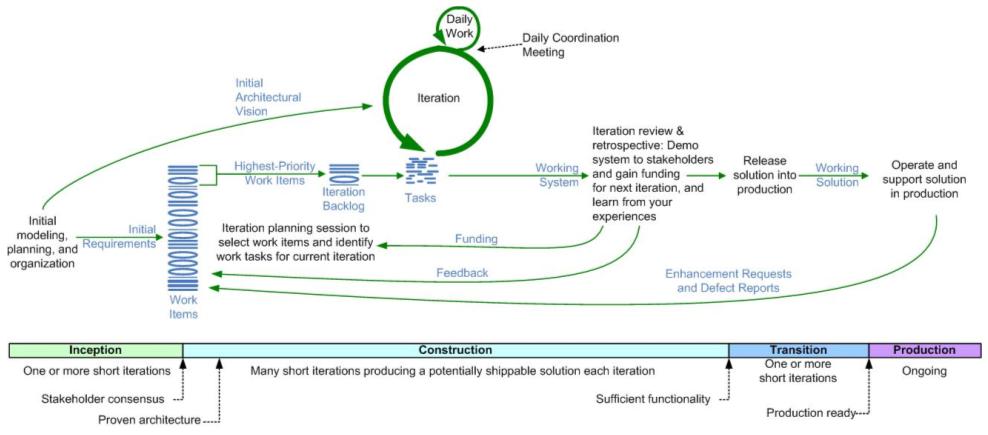 Daily
Work
Daily Coordination
Meeting
Initial
Architectural
Vision
Iteration
Highest-Priority
Work Items
Iteration
Backlog
Tasks
Working
System
Iteration review &
retrospective: Demo
system to stakeholders
and gain funding
for next iteration, and
learn from your
experiences
Release
solution into
production
Working
Solution
Operate and
support solution
in production
Initial
modeling,
planning, and
organization
Initial
Requirements
Iteration planning session to
select work items and identify
work tasks for current iteration
Funding
Feedback
Enhancement Requests
and Defect Reports
Work
Items
Inception
Construction
Transition
Production
One or more short iterations
Many short iterations producing a potentially shippable solution each iteration
One or more
short iterations
Ongoing
Stakeholder consensus
Sufficient functionality
Proven architecture
Production ready